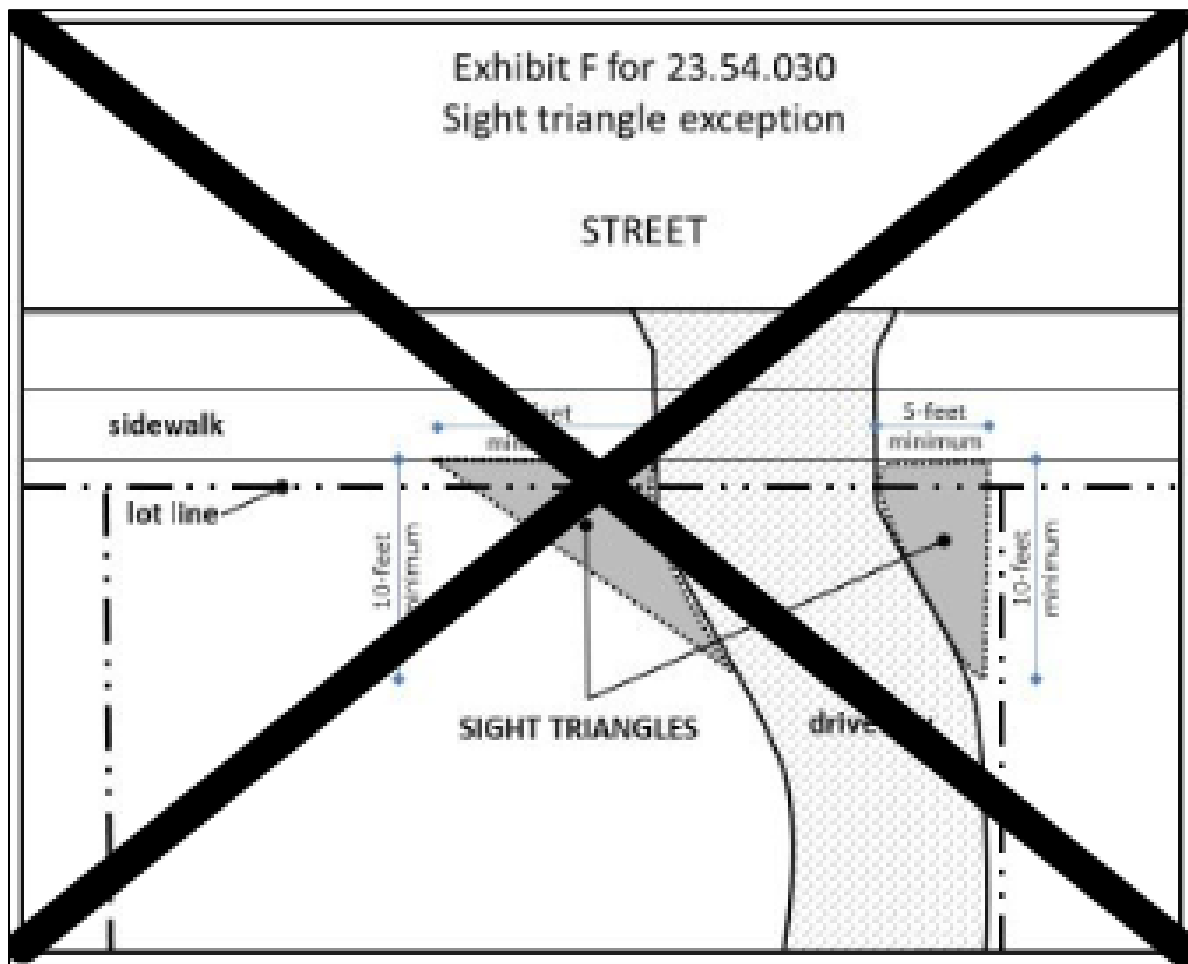 Exhibit F for 23.54.030
Sight triangle exception
STREET
sidewalk
5-feet
minimum
lot line
10-feet
minimum
10-feet
minimum
SIGHT TRIANGLES